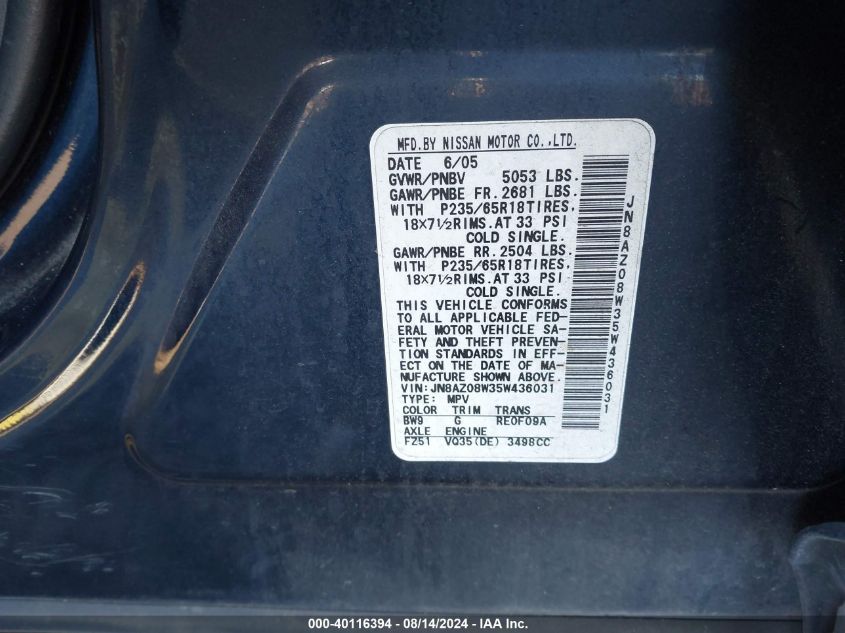 MFD.BY NISSAN MOTOR CO.,LTD.
DATE 6/05
GVWR/PNBV 5053 LBS.
GAWR/PNBE FR. 2681 LBS.
WITH P235/65R18TIRES,
18X7½RIMS.AT 33 PSI
COLD SINGLE.
GAWR/PNBE RR. 2504 LBS.
WITH P235/65R18TIRES,
18X7½RIMS.AT 33 PSI
COLD SINGLE.
THIS VEHICLE CONFORMS
TO ALL APPLICABLE FED-
ERAL MOTOR VEHICLE SA-
FETY AND THEFT PREVEN-
TION STANDARDS IN EFF-
ECT ON THE DATE OF MA-
NUFACTURE SHOWN ABOVE.
VIN:JN8AZ08W35W436031
TYPE: MPV
COLOR TRIM TRANS
BW9 G RE0F09A
AXLE ENGINE
FZ51 VQ35(DE) 3498CC
JN8AZ08W35W436031
000-40116394 - 08/14/2024 - IAA Inc.